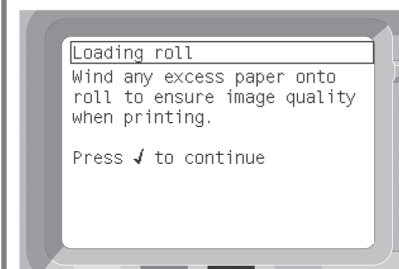 Loading roll
Wind any excess paper onto
roll to ensure image quality
when printing.
Press ✓ to continue